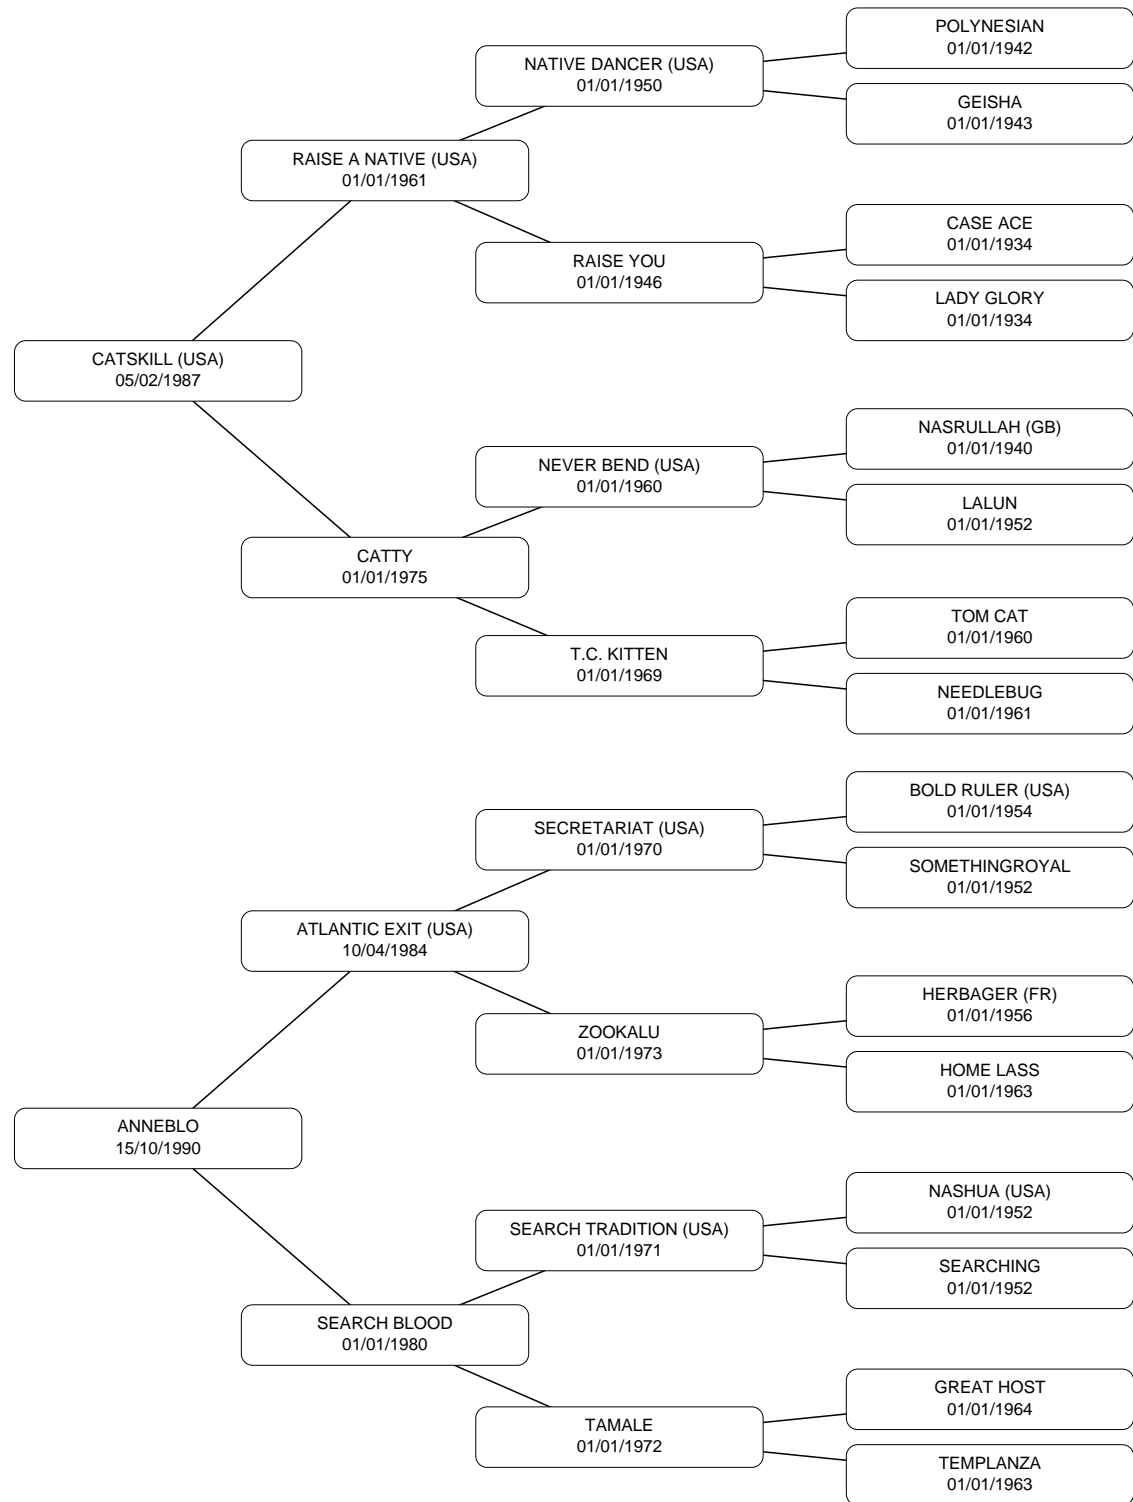 POLYNESIAN
01/01/1942
NATIVE DANCER (USA)
01/01/1950
GEISHA
01/01/1943
RAISE A NATIVE (USA)
01/01/1961
CASE ACE
01/01/1934
RAISE YOU
01/01/1946
LADY GLORY
01/01/1934
CATSKILL (USA)
05/02/1987
NASRULLAH (GB)
01/01/1940
NEVER BEND (USA)
01/01/1960
LALUN
01/01/1952
CATTY
01/01/1975
TOM CAT
01/01/1960
T.C. KITTEN
01/01/1969
NEEDLEBUG
01/01/1961
BOLD RULER (USA)
01/01/1954
SECRETARIAT (USA)
01/01/1970
SOMETHINGROYAL
01/01/1952
ATLANTIC EXIT (USA)
10/04/1984
HERBAGER (FR)
01/01/1956
ZOOKALU
01/01/1973
HOME LASS
01/01/1963
ANNEBLO
15/10/1990
NASHUA (USA)
01/01/1952
SEARCH TRADITION (USA)
01/01/1971
SEARCHING
01/01/1952
SEARCH BLOOD
01/01/1980
GREAT HOST
01/01/1964
TAMALE
01/01/1972
TEMPLANZA
01/01/1963